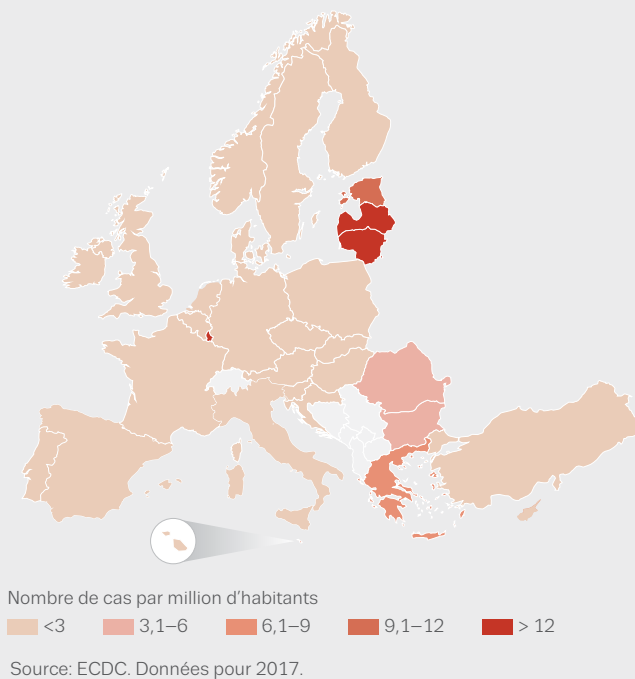 Nombre de cas par million d’habitants
<3 3,1–6 6,1–9 9,1–12 > 12
Source: ECDC. Données pour 2017.